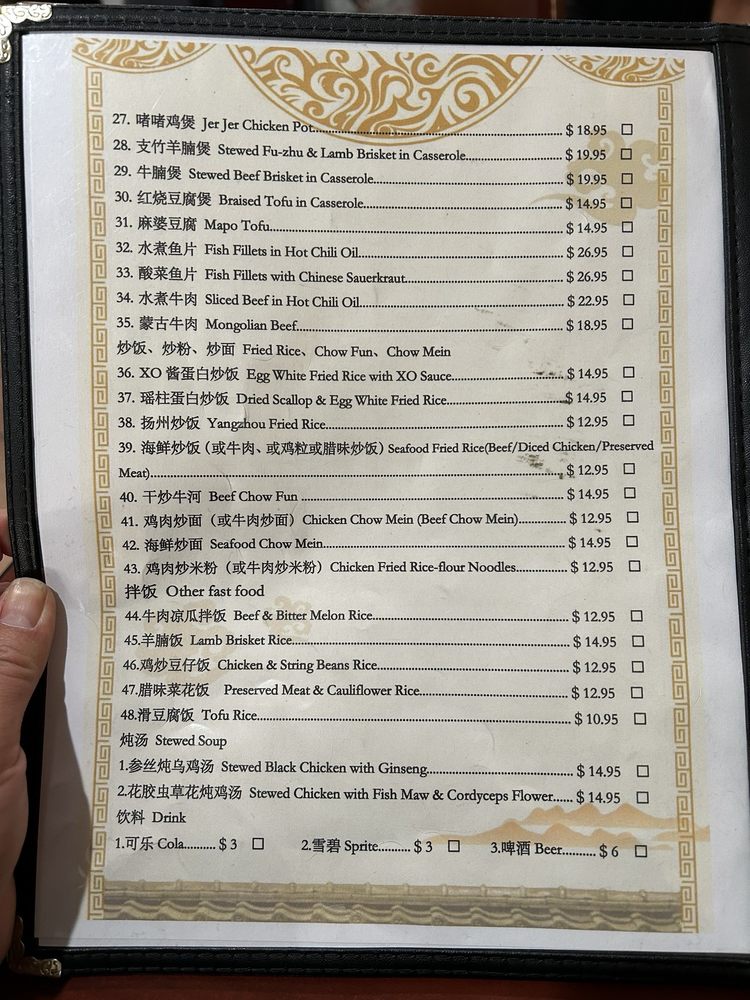 27. 啫啫鸡煲 Jer Jer Chicken Pot........................................ $ 18.95 □
28. 支竹羊腩煲 Stewed Fu-zhu & Lamb Brisket in Casserole.................... $ 19.95 □
29. 牛腩煲 Stewed Beef Brisket in Casserole........................................ $ 19.95 □
30. 红烧豆腐煲 Braised Tofu in Casserole........................................ $ 14.95 □
31. 麻婆豆腐 Mapo Tofu........................................ $ 14.95 □
32. 水煮鱼片 Fish Fillets in Hot Chili Oil........................................ $ 26.95 □
33. 酸菜鱼片 Fish Fillets with Chinese Sauerkraut................................ $ 26.95 □
34. 水煮牛肉 Sliced Beef in Hot Chili Oil........................................ $ 22.95 □
35. 蒙古牛肉 Mongolian Beef........................................ $ 18.95 □
炒饭、炒粉、炒面 Fried Rice、Chow Fun、Chow Mein
36. XO 酱蛋白炒饭 Egg White Fried Rice with XO Sauce........................ $ 14.95 □
37. 瑶柱蛋白炒饭 Dried Scallop & Egg White Fried Rice........................ $ 14.95 □
38. 扬州炒饭 Yangzhou Fried Rice........................................ $ 12.95 □
39. 海鲜炒饭 (或牛肉、或鸡粒或腊味炒饭) Seafood Fried Rice(Beef/Diced Chicken/Preserved
Meat)........................................ $ 12.95 □
40. 干炒牛河 Beef Chow Fun ........................................ $ 14.95 □
41. 鸡肉炒面（或牛肉炒面）Chicken Chow Mein (Beef Chow Mein).............. $ 12.95 □
42. 海鲜炒面 Seafood Chow Mein........................................ $ 14.95 □
43. 鸡肉炒米粉（或牛肉炒米粉）Chicken Fried Rice-flour Noodles.............. $ 12.95 □
拌饭 Other fast food
44.牛肉凉瓜拌饭 Beef & Bitter Melon Rice........................................ $ 12.95 □
45.羊腩饭 Lamb Brisket Rice........................................ $ 14.95 □
46.鸡炒豆仔饭 Chicken & String Beans Rice........................................ $ 12.95 □
47.腊味菜花饭 Preserved Meat & Cauliflower Rice................................ $ 12.95 □
48.滑豆腐饭 Tofu Rice........................................ $ 10.95 □
炖汤 Stewed Soup
1.参丝炖乌鸡汤 Stewed Black Chicken with Ginseng........................ $ 14.95 □
2.花胶虫草花炖鸡汤 Stewed Chicken with Fish Maw & Cordyceps Flower...... $ 14.95 □
饮料 Drink
1.可乐 Cola.......... $ 3 □ 2.雪碧 Sprite.......... $ 3 □ 3.啤酒 Beer.......... $ 6 □